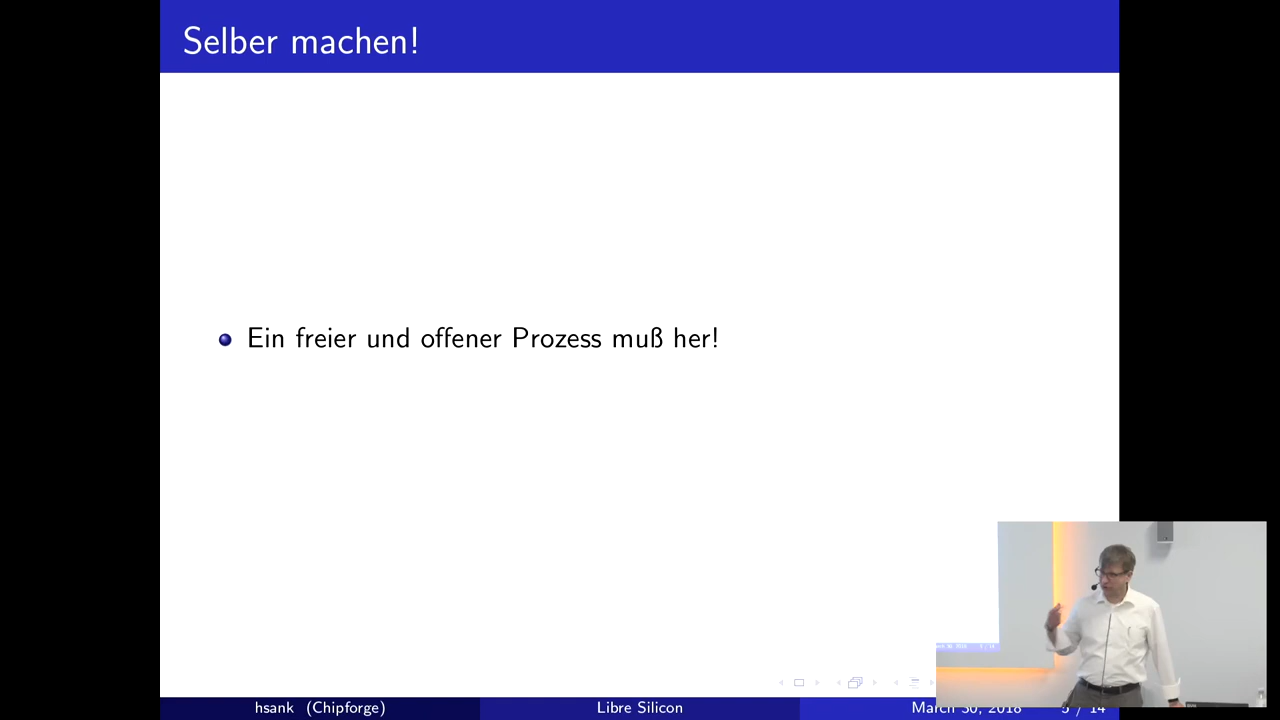 Selber machen!
Ein freier und offener Prozess muß her!
hsank (Chipforge)
Libre Silicon
March 30, 2018
5 / 14